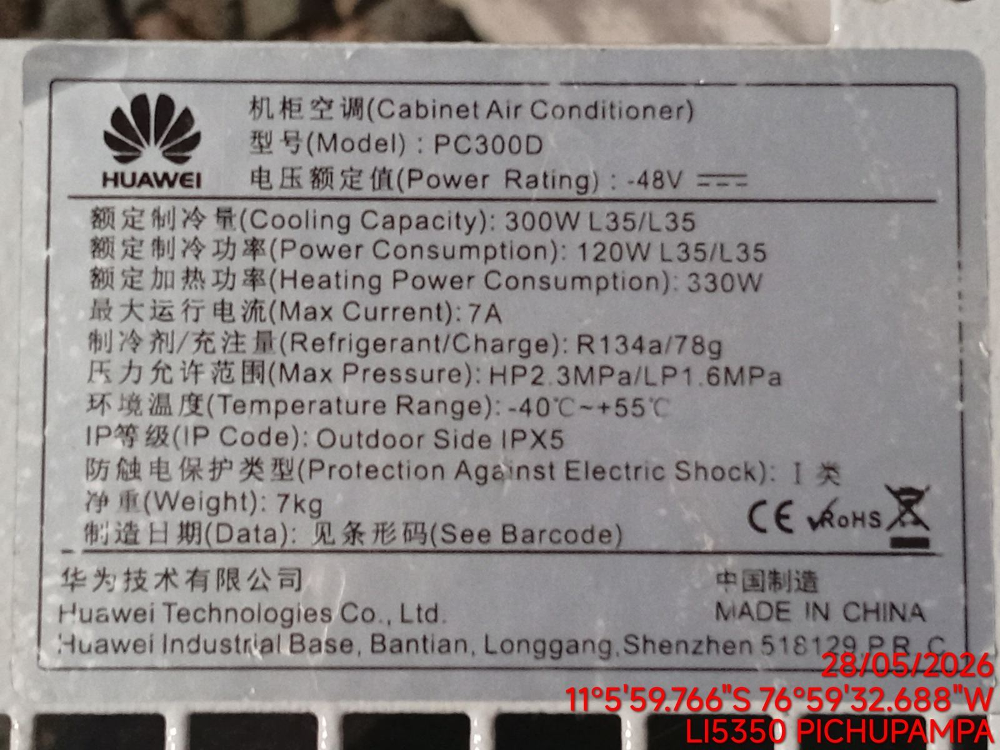 HUAWEI
机柜空调(Cabinet Air Conditioner)
型号(Model) : PC300D
电压额定值(Power Rating) : -48V
额定制冷量(Cooling Capacity): 300W L35/L35
额定制冷功率(Power Consumption): 120W L35/L35
额定加热功率(Heating Power Consumption): 330W
最大运行电流(Max Current): 7A
制冷剂/充注量(Refrigerant/Charge): R134a/78g
压力允许范围(Max Pressure): HP2.3MPa/LP1.6MPa
环境温度(Temperature Range): -40℃~+55℃
IP等级(IP Code): Outdoor Side IPX5
防触电保护类型(Protection Against Electric Shock): I 类
净重(Weight): 7kg
CE RoHS
制造日期(Data): 见条形码(See Barcode)
华为技术有限公司
中国制造
Huawei Technologies Co., Ltd.
MADE IN CHINA
Huawei Industrial Base, Bantian, Longgang, Shenzhen 518129, P.R. C
28/05/2026
11°5'59.766"S 76°59'32.688"W
LI5350 PICHUPAMPA